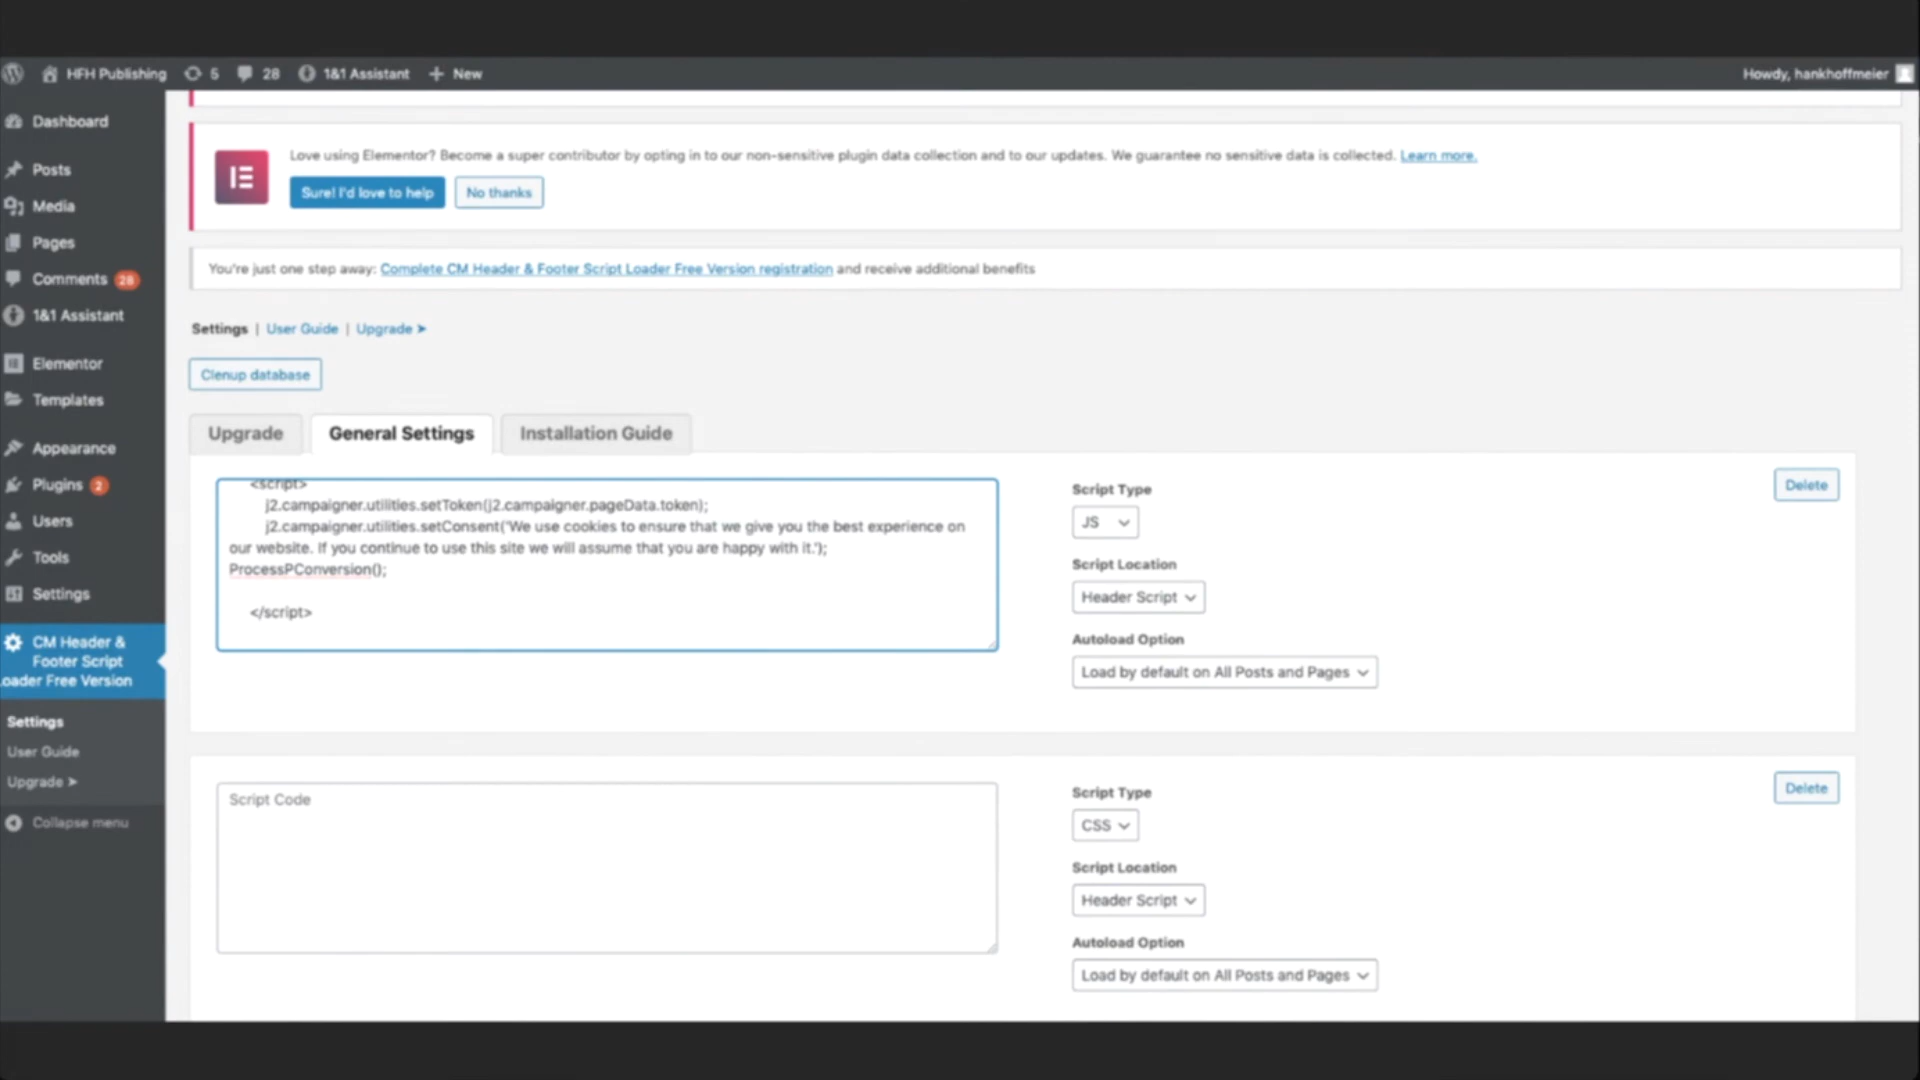 HFH Publishing 5 28 1&1 Assistant + New Howdy, hankhoffmeier
Dashboard
Posts
Media
Pages
Comments 28
1&1 Assistant
Elementor
Templates
Appearance
Plugins 2
Users
Tools
Settings
CM Header &
Footer Script
oader Free Version
Settings
User Guide
Upgrade ➤
Collapse menu
Love using Elementor? Become a super contributor by opting in to our non-sensitive plugin data collection and to our updates. We guarantee no sensitive data is collected. Learn more.
Sure! I'd love to help No thanks
You're just one step away: Complete CM Header & Footer Script Loader Free Version registration and receive additional benefits
Settings | User Guide | Upgrade ➤
Clenup database
Upgrade General Settings Installation Guide
<script>
j2.campaigner.utilities.setToken(j2.campaigner.pageData.token);
j2.campaigner.utilities.setConsent('We use cookies to ensure that we give you the best experience on
our website. If you continue to use this site we will assume that you are happy with it.');
ProcessPConversion();
</script>
Script Type
JS
Script Location
Header Script
Autoload Option
Load by default on All Posts and Pages
Delete
Script Code
Script Type
CSS
Script Location
Header Script
Autoload Option
Load by default on All Posts and Pages
Delete